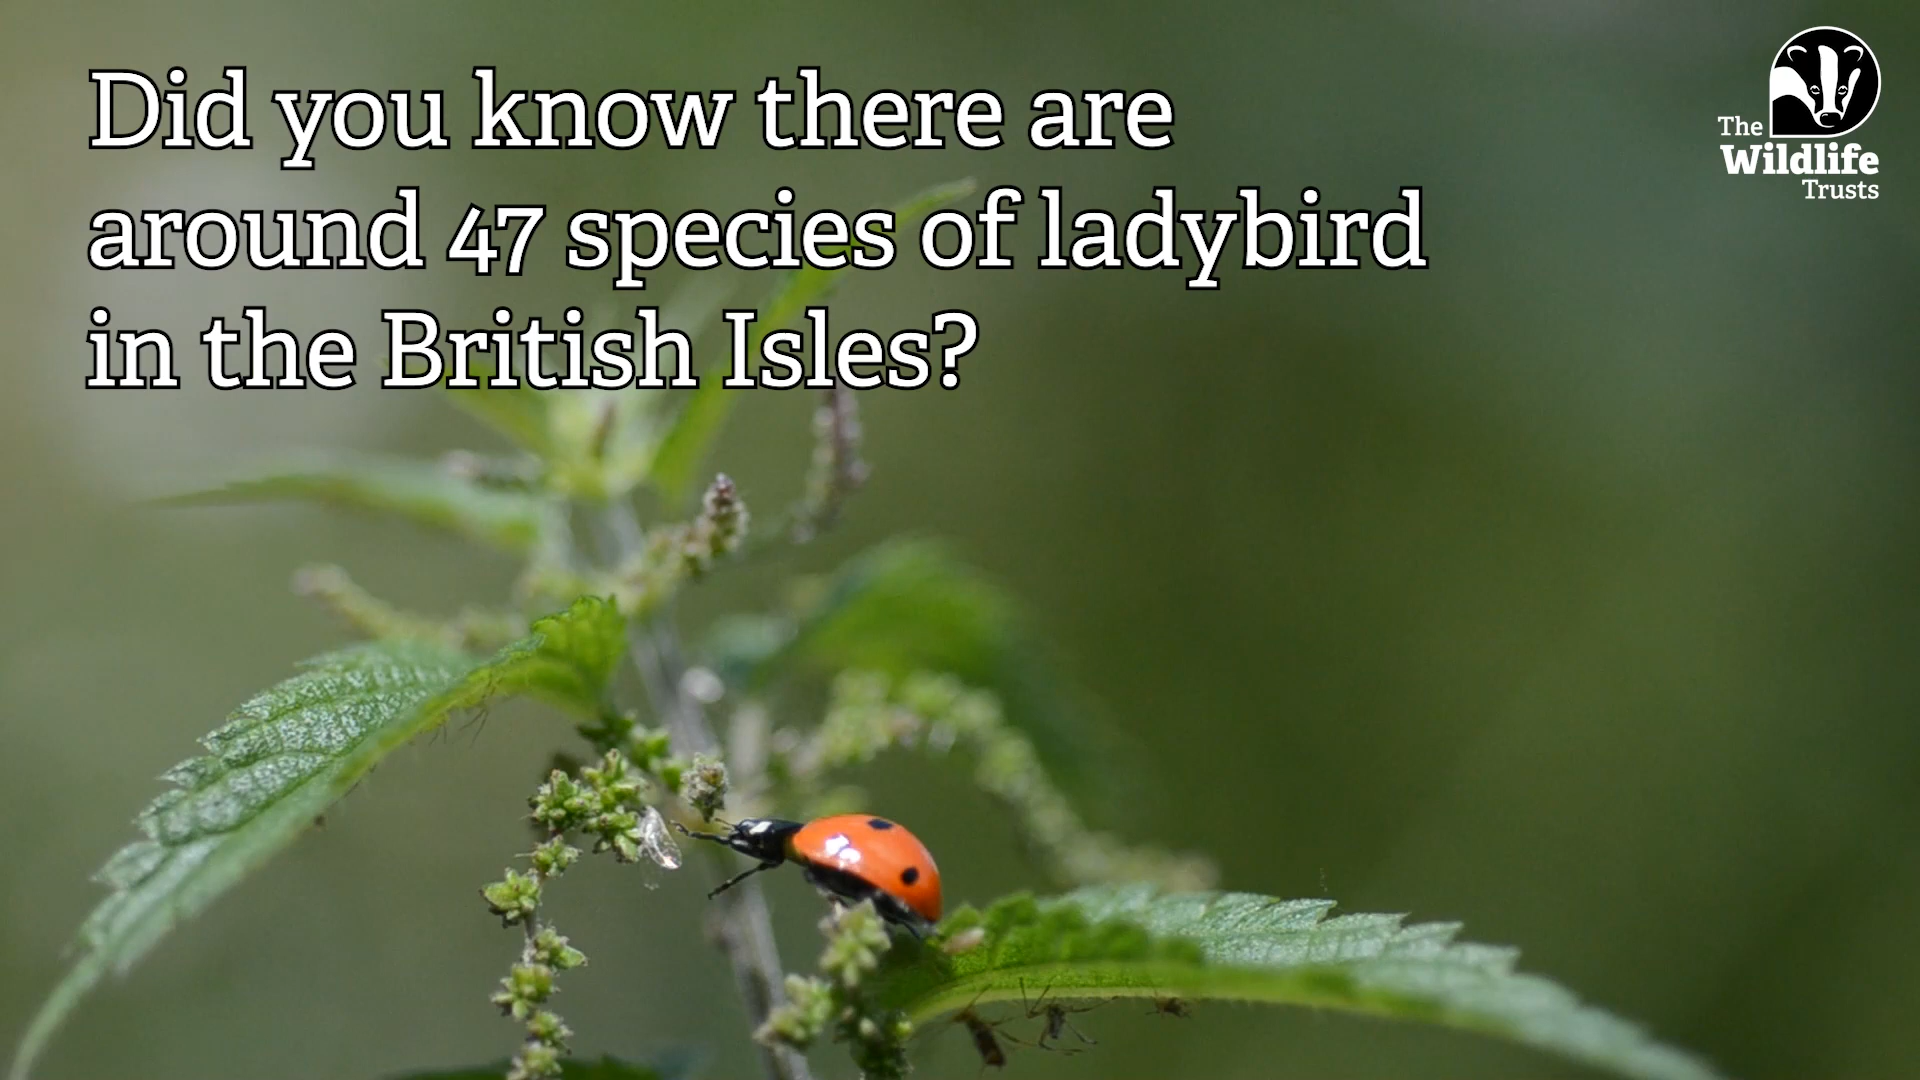 Did you know there are
around 47 species of ladybird
in the British Isles?
The
Wildlife
Trusts